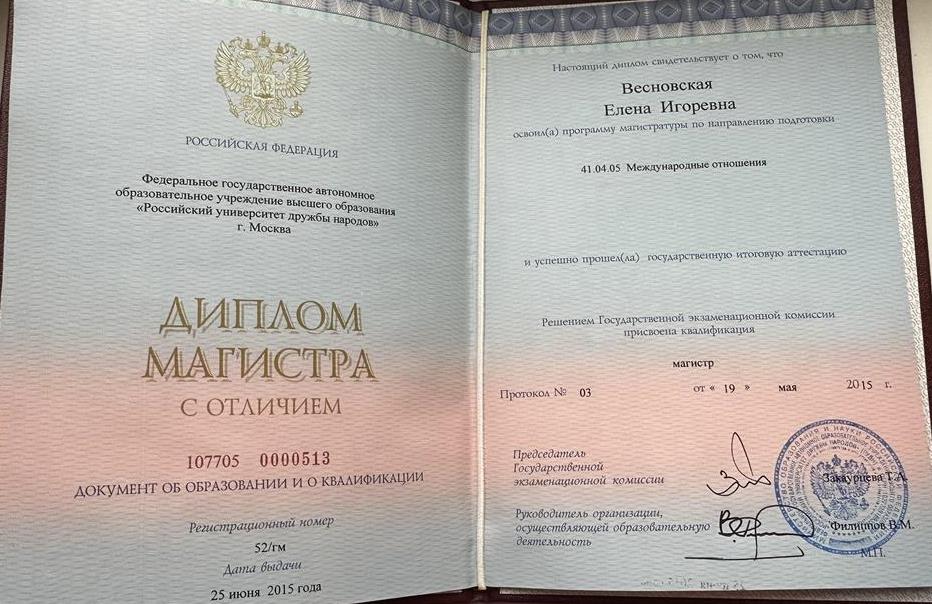 РОССИЙСКАЯ ФЕДЕРАЦИЯ
Федеральное государственное автономное
образовательное учреждение высшего образования
«Российский университет дружбы народов»
г. Москва
ДИПЛОМ
МАГИСТРА
С ОТЛИЧИЕМ
107705 0000513
ДОКУМЕНТ ОБ ОБРАЗОВАНИИ И О КВАЛИФИКАЦИИ
Регистрационный номер
52/гм
Дата выдачи
25 июня 2015 года
Настоящий диплом свидетельствует о том, что
Весновская
Елена Игоревна
освоил(а) программу магистратуры по направлению подготовки
41.04.05 Международные отношения
и успешно прошел(ла) государственную итоговую аттестацию
Решением Государственной экзаменационной комиссии
присвоена квалификация
магистр
Протокол № 03 от « 19 » мая 2015 г.
Председатель
Государственной
экзаменационной комиссии
Закаурцева Т.А.
Руководитель организации,
осуществляющей образовательную
деятельность
Филиппов В.М.
М.П.